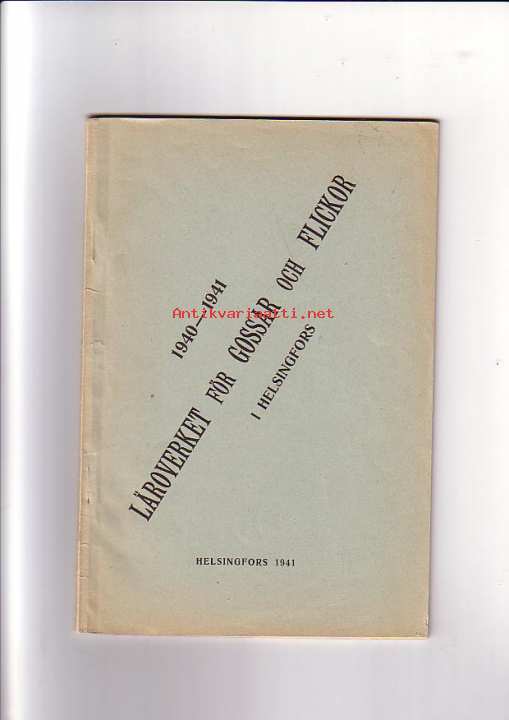 1940—1941
LÄROVERKET FÖR GOSSAR OCH FLICKOR
I HELSINGFORS
Antikvariaatti.net
HELSINGFORS 1941